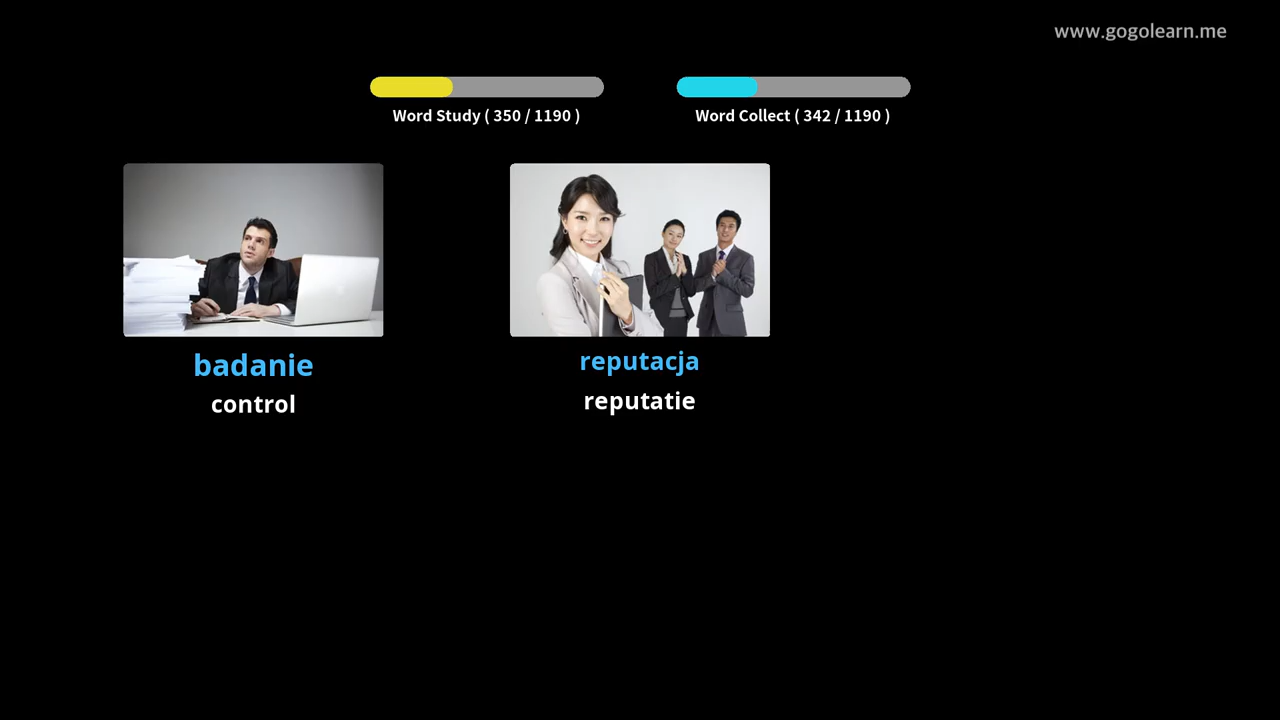 www.gogolearn.me
Word Study ( 350 / 1190 )
Word Collect ( 342 / 1190 )
badanie
control
reputacja
reputatie